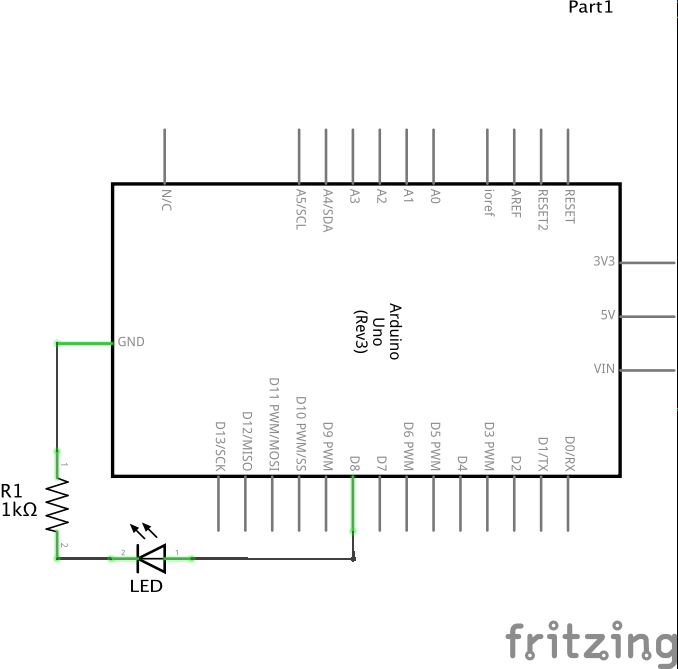 Part1
N/C
A5/SCL
A4/SDA
A3
A2
A1
A0
ioref
AREF
RESET2
RESET
3V3
5V
VIN
GND
Arduino
Uno
(Rev3)
D13/SCK
D12/MISO
D11 PWM/MOSI
D10 PWM/SS
D9 PWM
D8
D7
D6 PWM
D5 PWM
D4
D3 PWM
D2
D1/TX
D0/RX
1
R1
1kΩ
2
2
1
LED
fritzing